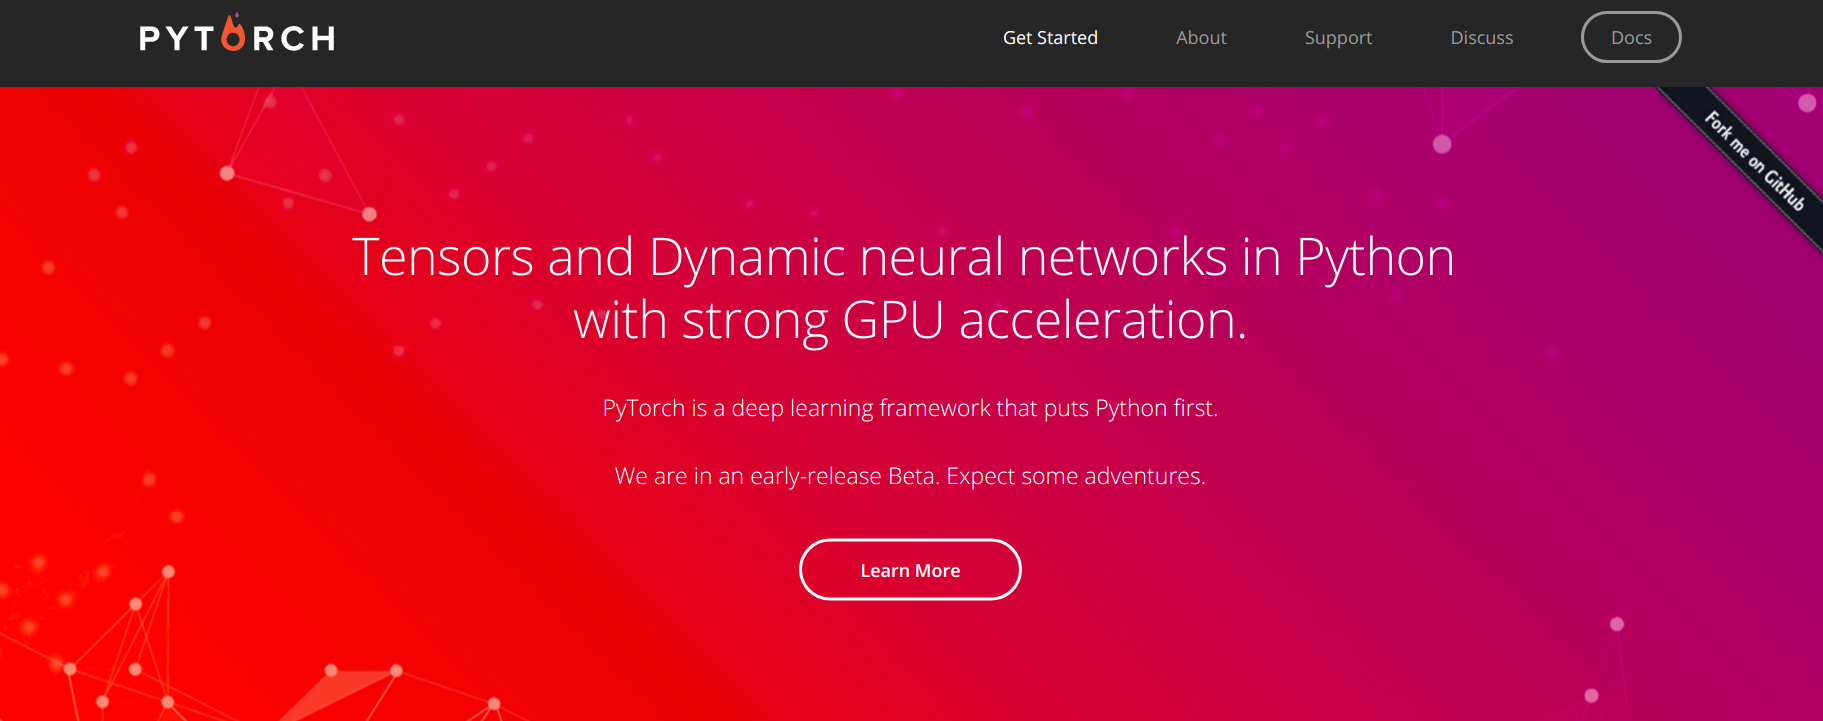 PYTORCH
Get Started
About
Support
Discuss
Docs
Fork me on GitHub
Tensors and Dynamic neural networks in Python
with strong GPU acceleration.
PyTorch is a deep learning framework that puts Python first.
We are in an early-release Beta. Expect some adventures.
Learn More